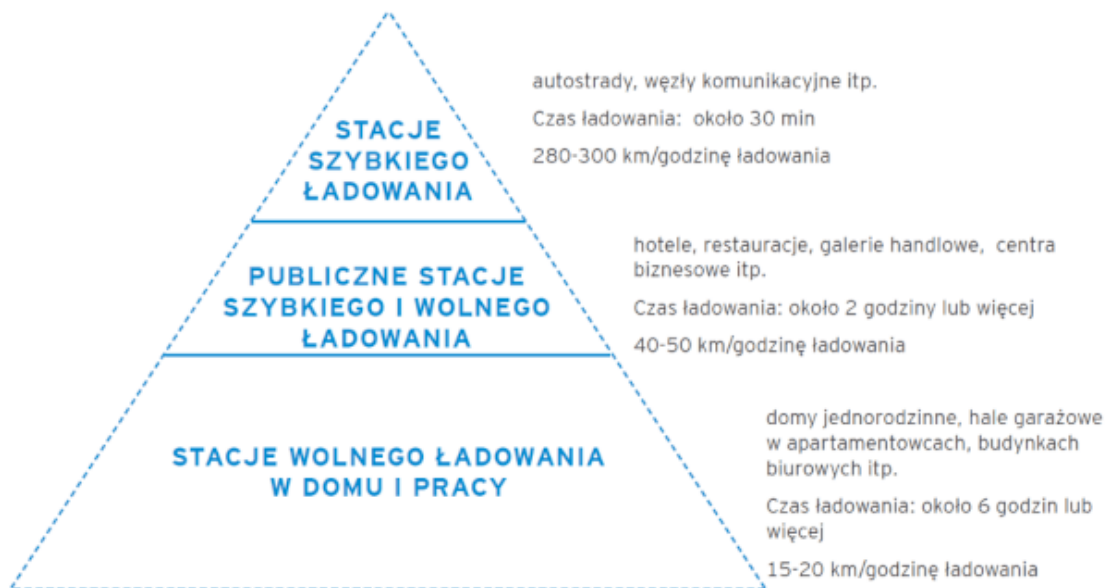 STACJE
SZYBKIEGO
ŁADOWANIA
autostrady, węzły komunikacyjne itp.
Czas ładowania: około 30 min
280-300 km/godzinę ładowania
PUBLICZNE STACJE
SZYBKIEGO I WOLNEGO
ŁADOWANIA
hotele, restauracje, galerie handlowe, centra
biznesowe itp.
Czas ładowania: około 2 godziny lub więcej
40-50 km/godzinę ładowania
STACJE WOLNEGO ŁADOWANIA
W DOMU I PRACY
domy jednorodzinne, hale garażowe
w apartamentowcach, budynkach
biurowych itp.
Czas ładowania: około 6 godzin lub
więcej
15-20 km/godzinę ładowania